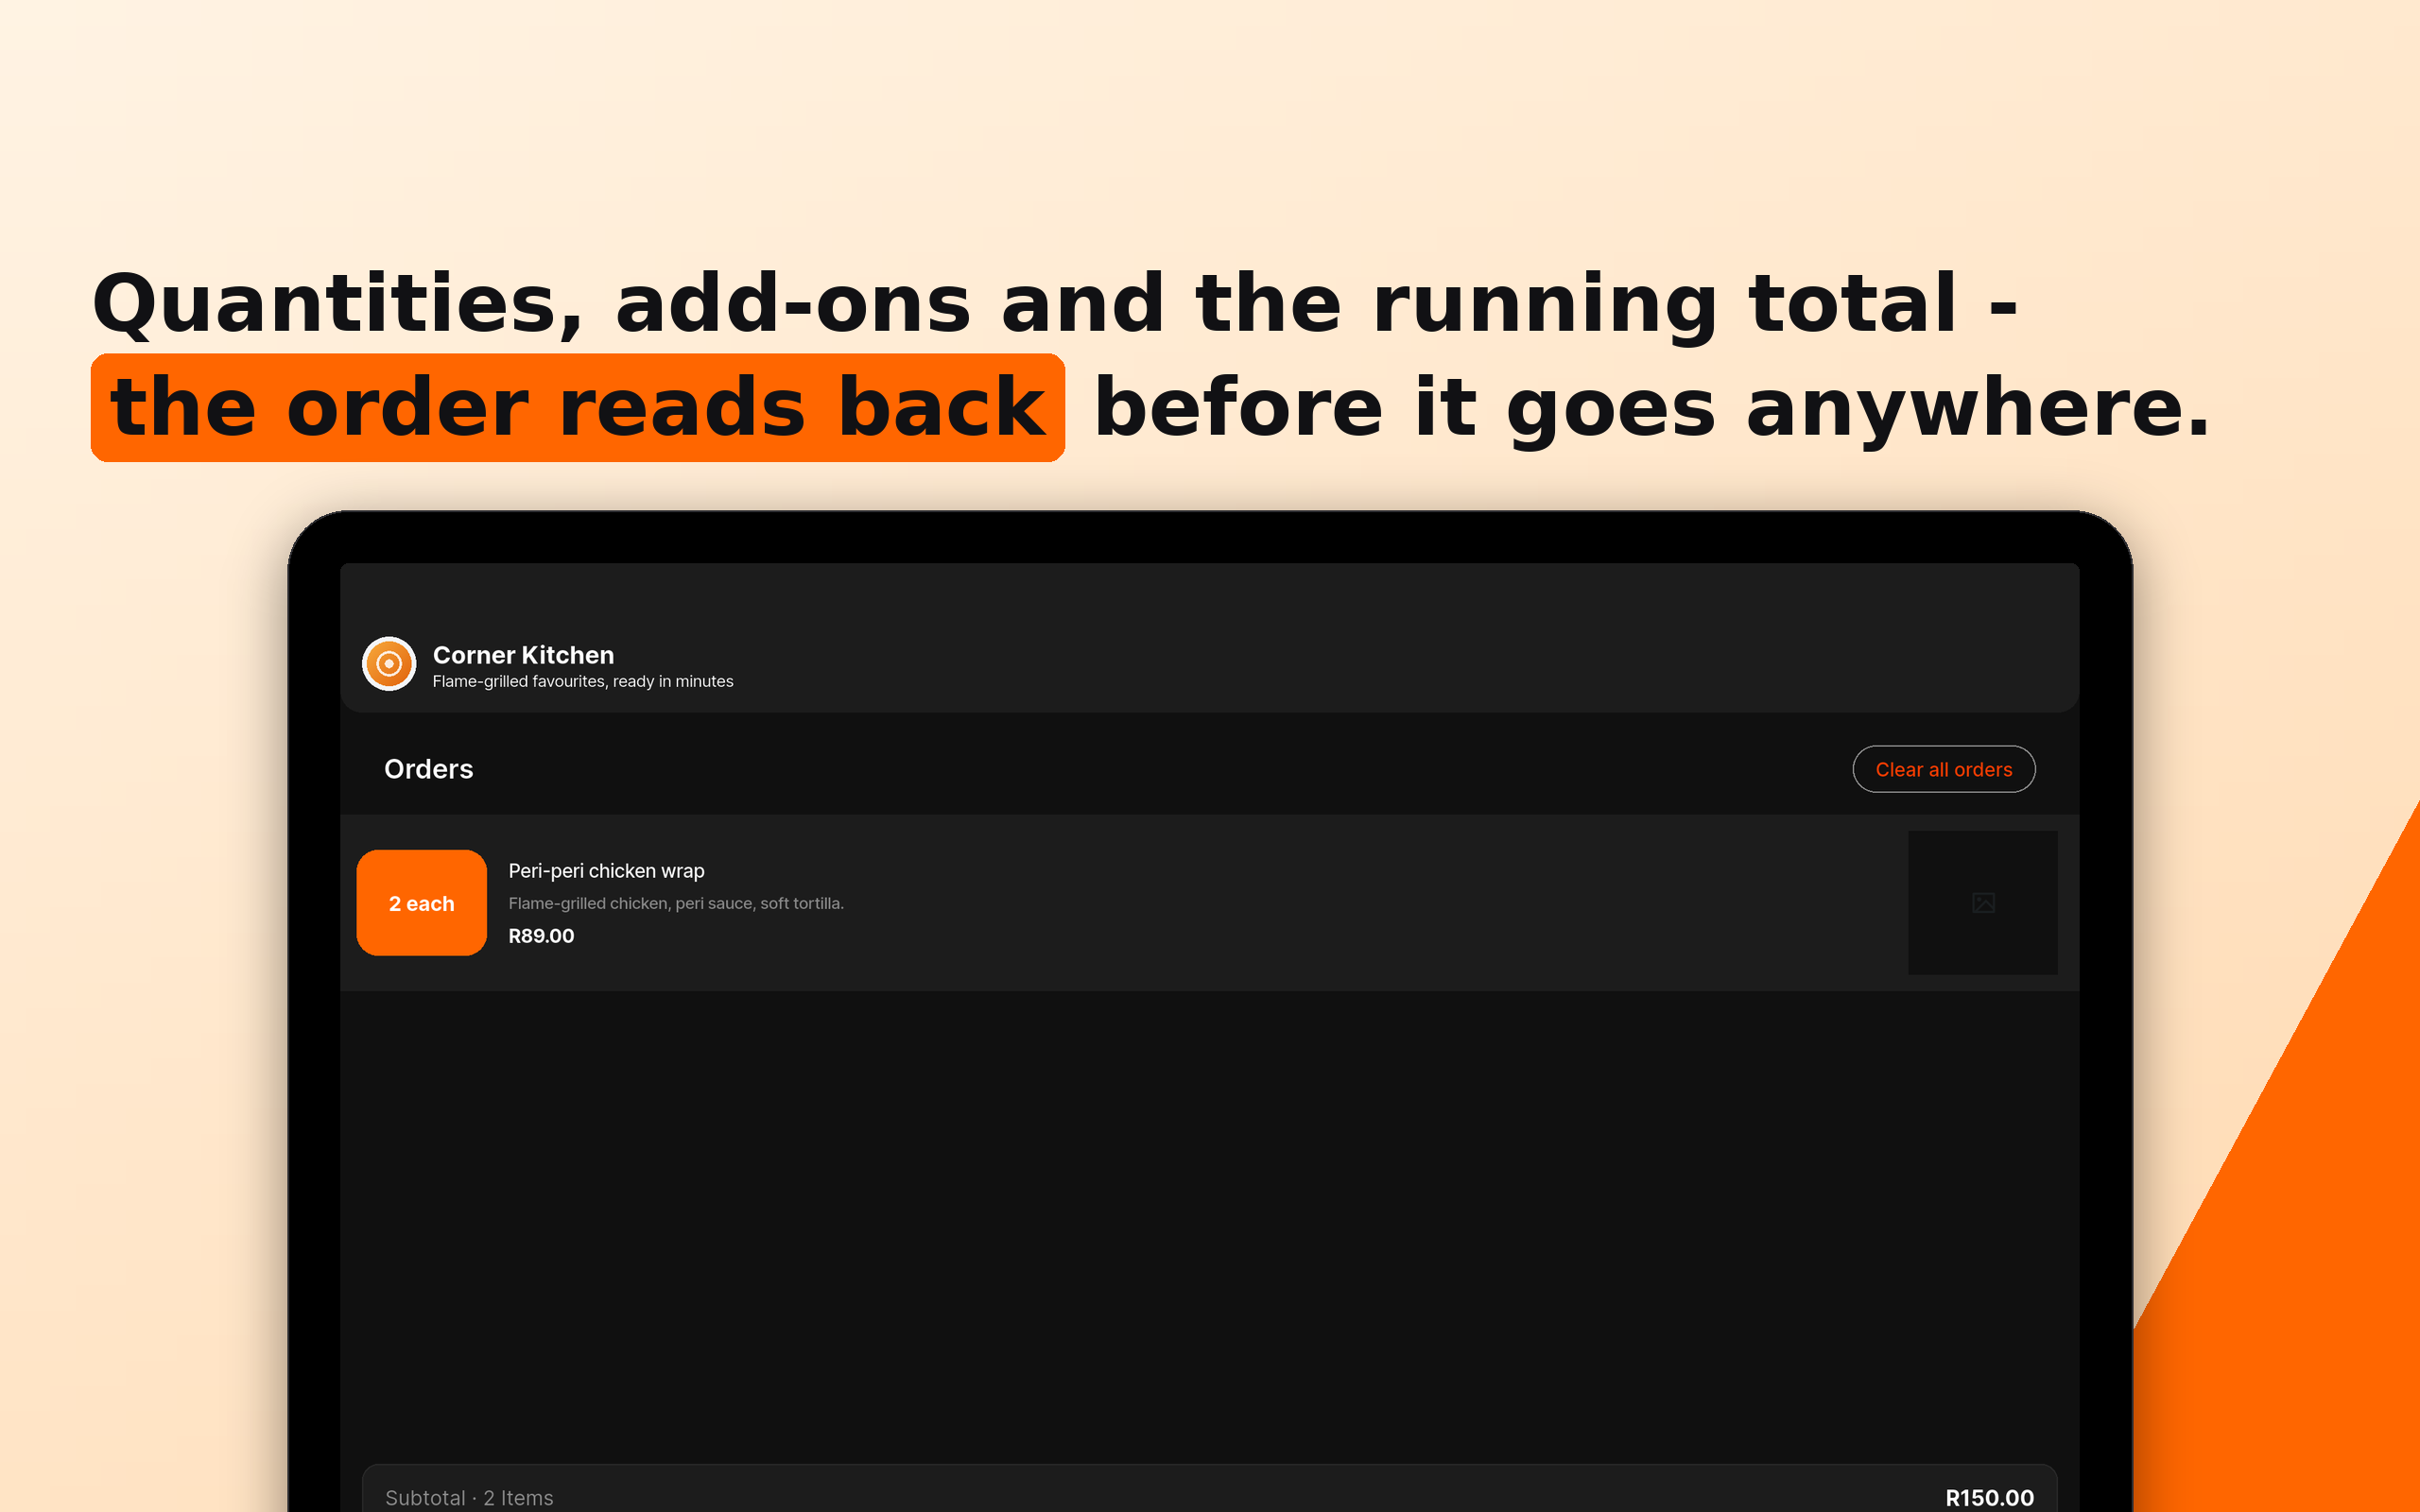 Quantities, add-ons and the running total -
the order reads back before it goes anywhere.
Corner Kitchen
Flame-grilled favourites, ready in minutes
Orders
Clear all orders
2 each
Peri-peri chicken wrap
Flame-grilled chicken, peri sauce, soft tortilla.
R89.00
Subtotal · 2 Items R150.00